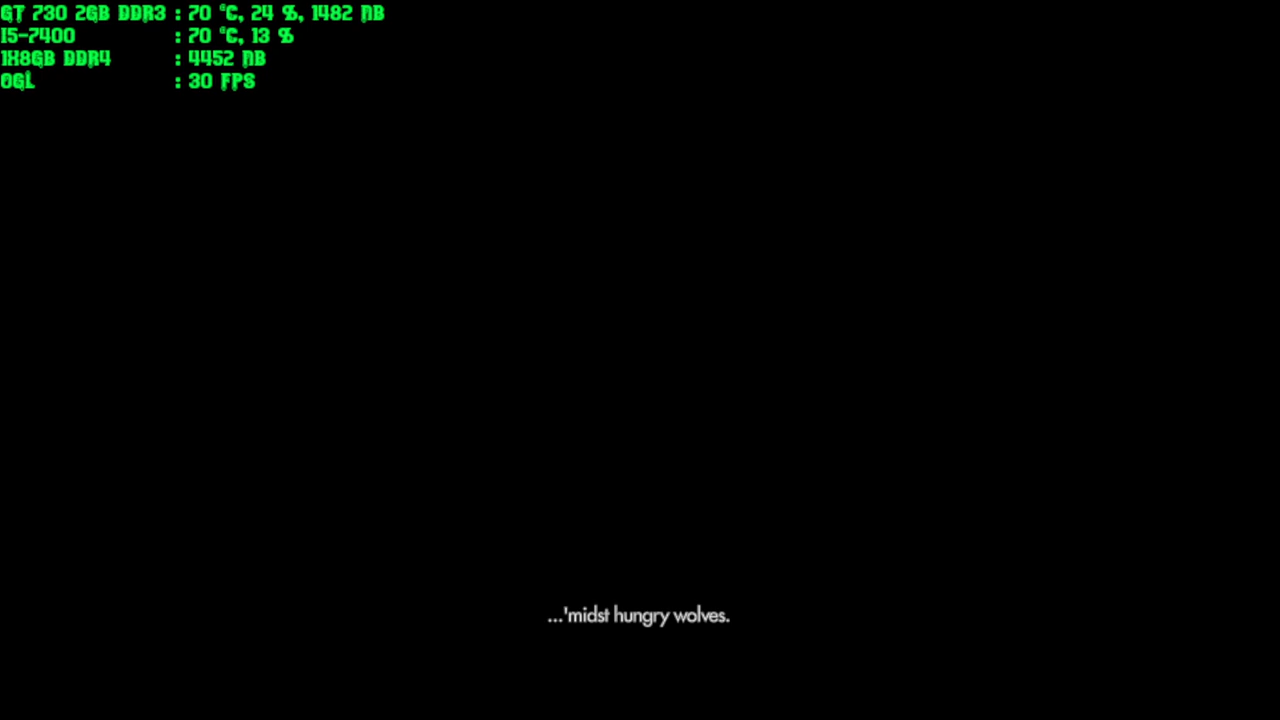 GT 730 2GB DDR3 : 70 °C, 24 %, 1482 MB
I5-7400 : 70 °C, 13 %
1X8GB DDR4 : 4452 MB
OGL : 30 FPS
...'midst hungry wolves.